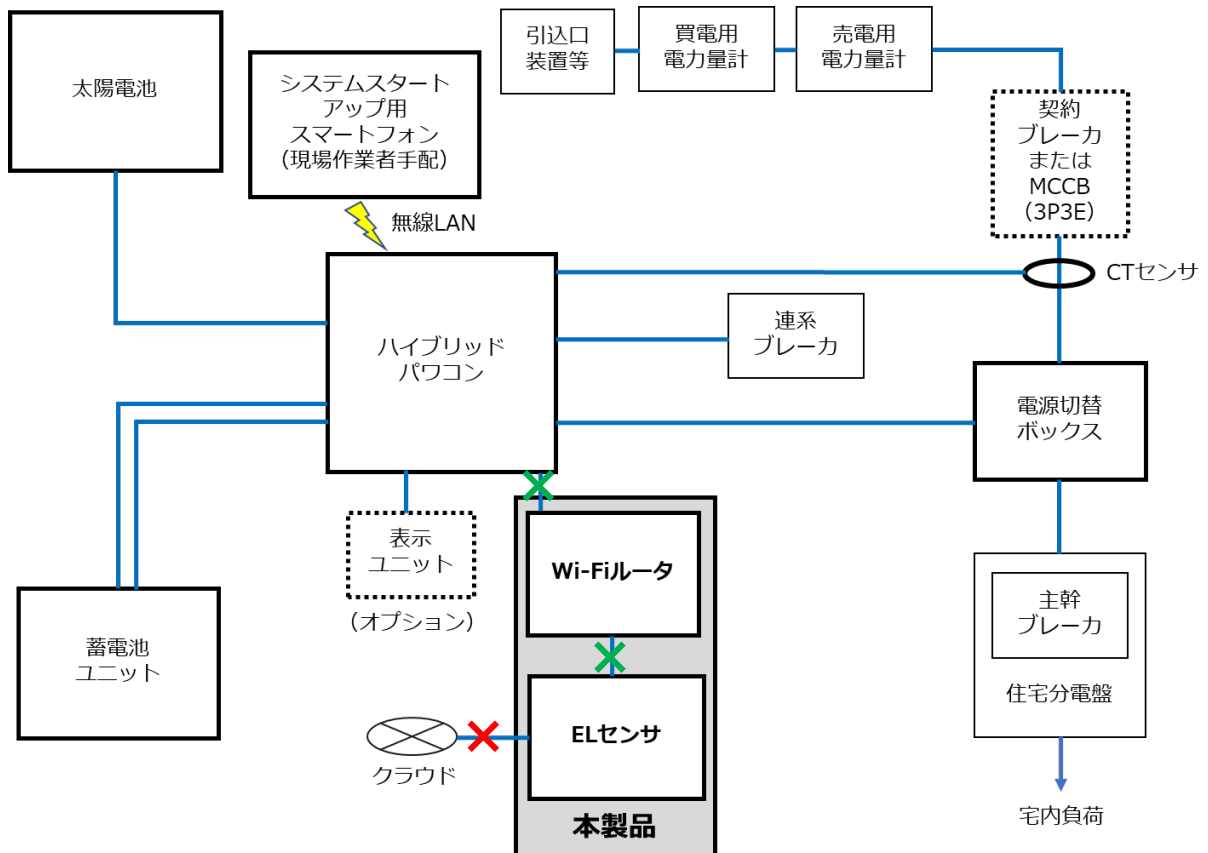 太陽電池
システムスタート
アップ用
スマートフォン
（現場作業者手配）
無線LAN
引込口
装置等
買電用
電力量計
売電用
電力量計
契約
ブレーカ
または
MCCB
（3P3E）
CTセンサ
ハイブリッド
パワコン
連系
ブレーカ
電源切替
ボックス
表示
ユニット
（オプション）
Wi-Fiルータ
主幹
ブレーカ
住宅分電盤
蓄電池
ユニット
ELセンサ
クラウド
本製品
宅内負荷